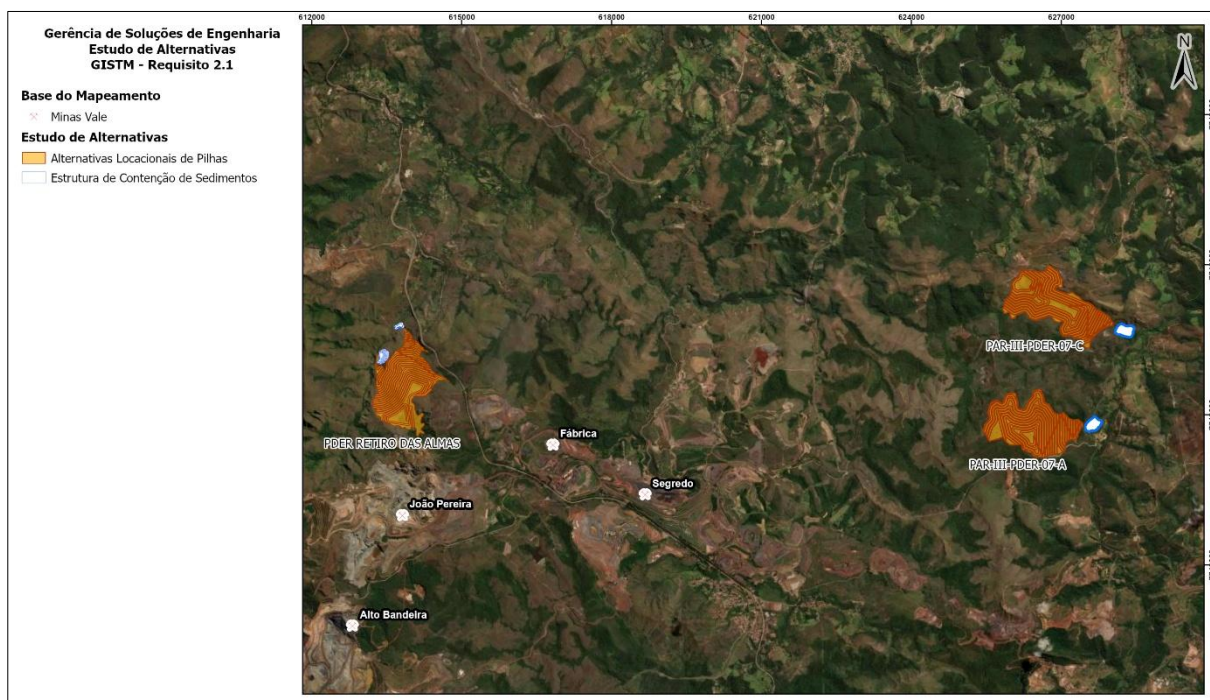 Gerência de Soluções de Engenharia
Estudo de Alternativas
GISTM - Requisito 2.1
Base do Mapeamento
Minas Vale
Estudo de Alternativas
Alternativas Locacionais de Pilhas
Estrutura de Contenção de Sedimentos
612000 615000 618000 621000 624000 627000
N
PAR-III-PDER-07-C
PDER RETIRO DAS ALMAS
Fábrica
PAR-III-PDER-07-A
Segredo
João Pereira
Alto Bandeira